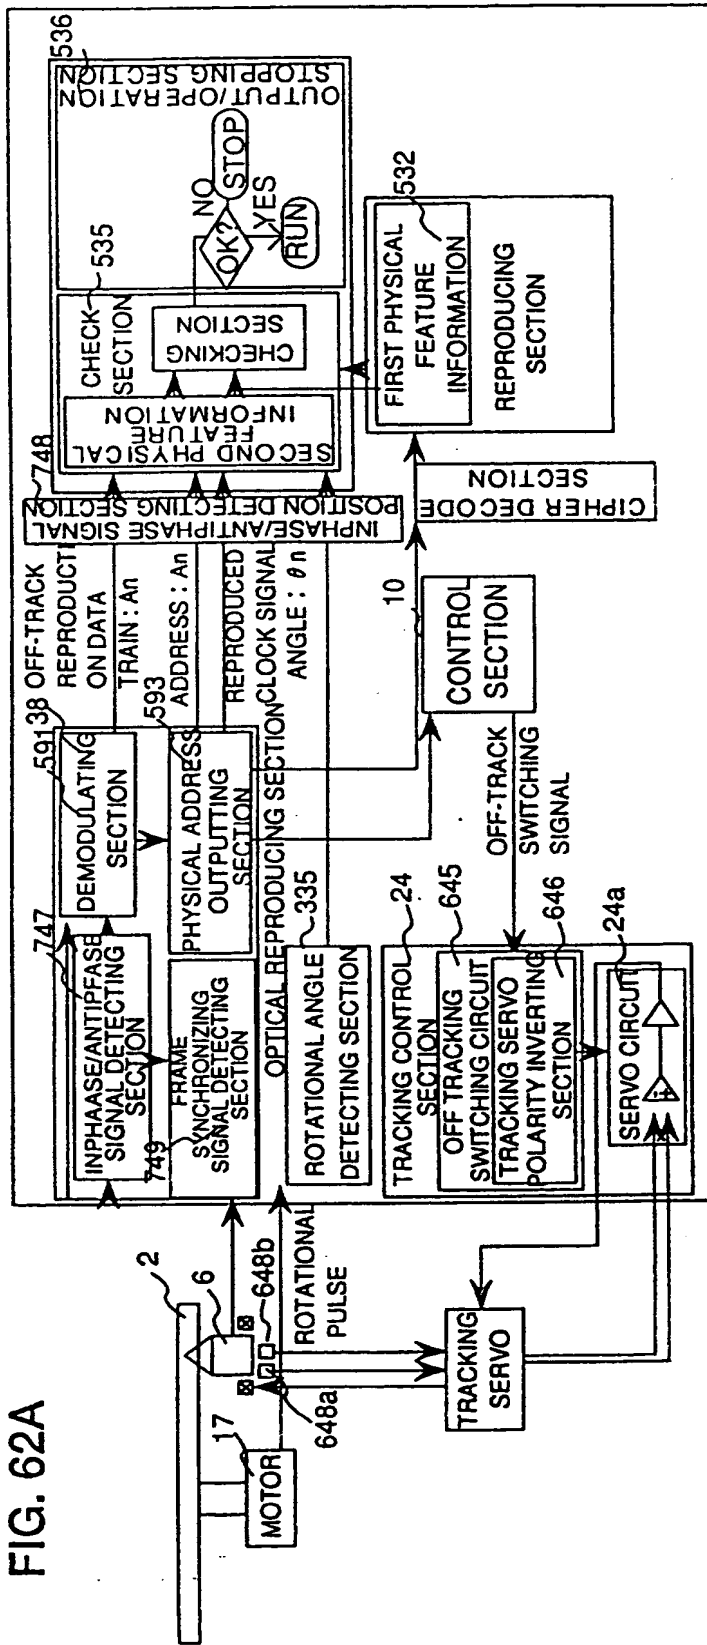 FIG. 62A
2
6
17
MOTOR
648a
648b
ROTATIONAL
PULSE
TRACKING
SERVO
747
INPHAASE/ANTIPFASE
SIGNAL DETECTING
SECTION
749
FRAME
SYNCHRONIZING
SIGNAL DETECTING
SECTION
59138
DEMODULATING
SECTION
593
PHYSICAL ADDRESS
OUTPUTTING
SECTION
OPTICAL REPRODUCING SECTION
335
ROTATIONAL ANGLE
DETECTING SECTION
24
TRACKING CONTROL
SECTION
645
OFF TRACKING
SWITCHING CIRCUIT
646
TRACKING SERVO
POLARITY INVERTING
SECTION
24a
SERVO CIRCUIT
-+
OFF-TRACK
REPRODUCTI
ON DATA
TRAIN : An
ADDRESS : An
REPRODUCED
CLOCK SIGNAL
ANGLE : θn
10
CONTROL
SECTION
OFF-TRACK
SWITCHING
SIGNAL
748
INPHASE/ANTIPHASE SIGNAL
POSITION DETECTING SECTION
CIPHER DECODE
SECTION
535
CHECK
SECTION
SECOND PHYSICAL
FEATURE
INFORMATION
CHECKING
SECTION
536
OUTPUT/OPERATION
STOPPING SECTION
OK?
NO
STOP
YES
RUN
532
FIRST PHYSICAL
FEATURE
INFORMATION
REPRODUCING
SECTION